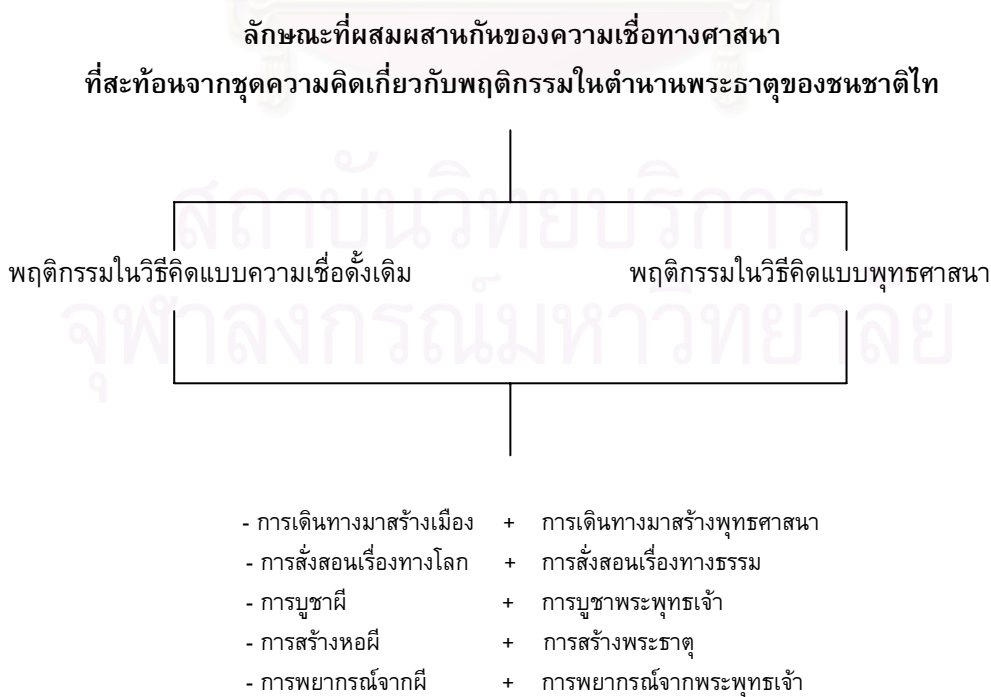 ลักษณะที่ผสมผสานกันของความเชื่อทางศาสนา
ที่สะท้อนจากชุดความคิดเกี่ยวกับพฤติกรรมในตำนานพระธาตุของชนชาติไท
สถาบันวิทยบริการ
พฤติกรรมในวิธีคิดแบบความเชื่อดั้งเดิม พฤติกรรมในวิธีคิดแบบพุทธศาสนา
จุฬาลงกรณ์มหาวิทยาลัย
- การเดินทางมาสร้างเมือง + การเดินทางมาสร้างพุทธศาสนา
- การสั่งสอนเรื่องทางโลก + การสั่งสอนเรื่องทางธรรม
- การบูชาผี + การบูชาพระพุทธเจ้า
- การสร้างหอผี + การสร้างพระธาตุ
- การพยากรณ์จากผี + การพยากรณ์จากพระพุทธเจ้า